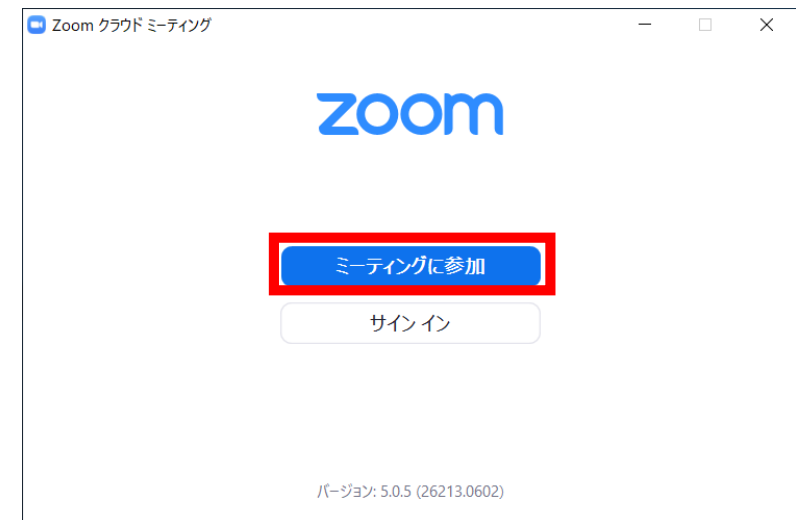 Zoom クラウド ミーティング
zoom
ミーティングに参加
サイン イン
バージョン: 5.0.5 (26213.0602)